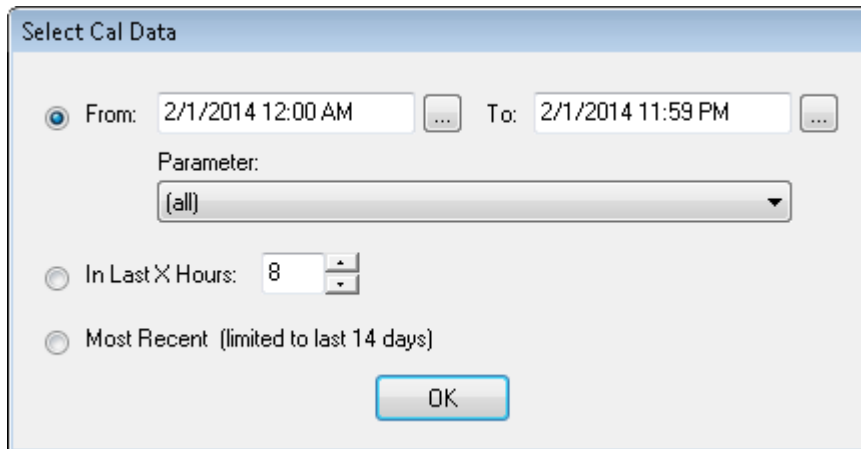 Select Cal Data
From: 2/1/2014 12:00 AM ... To: 2/1/2014 11:59 PM ...
Parameter:
(all)
In Last X Hours: 8
Most Recent (limited to last 14 days)
OK